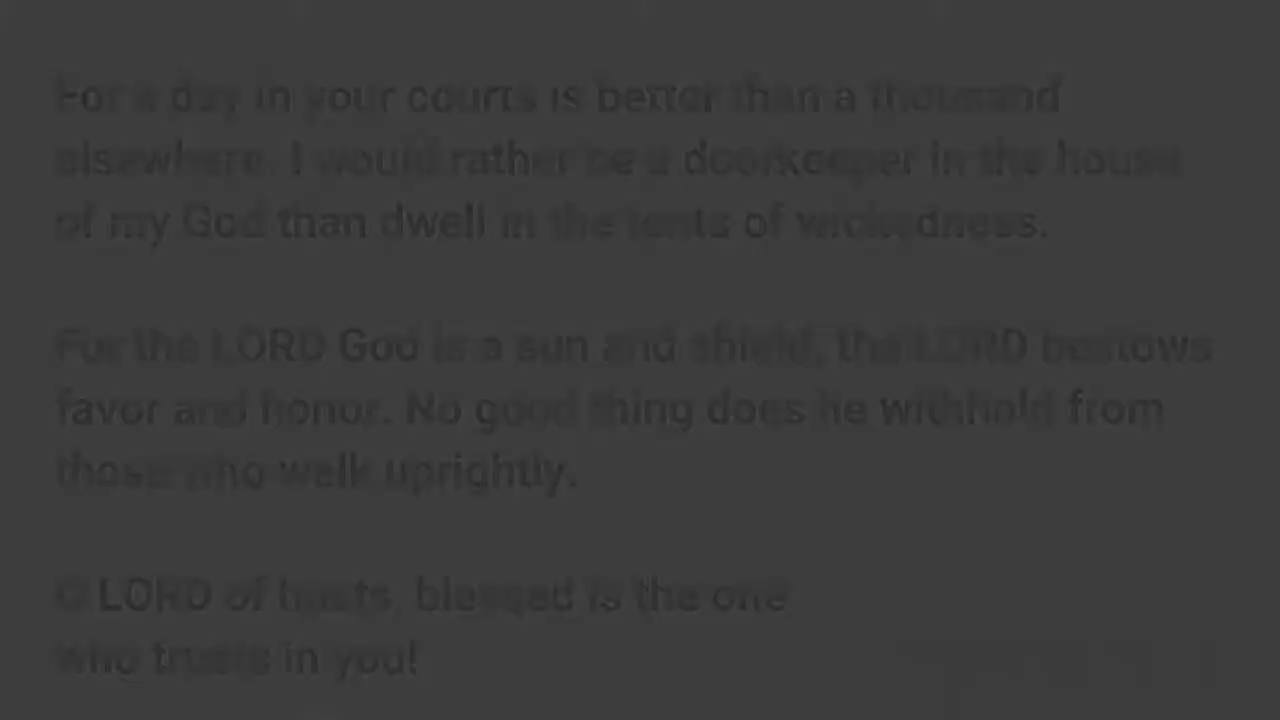 For a day in your courts is better than a thousand
elsewhere. I would rather be a doorkeeper in the house
of my God than dwell in the tents of wickedness.
For the LORD God is a sun and shield, the LORD bestows
favor and honor. No good thing does he withhold from
those who walk uprightly.
O LORD of hosts, blessed is the one
who trusts in you!